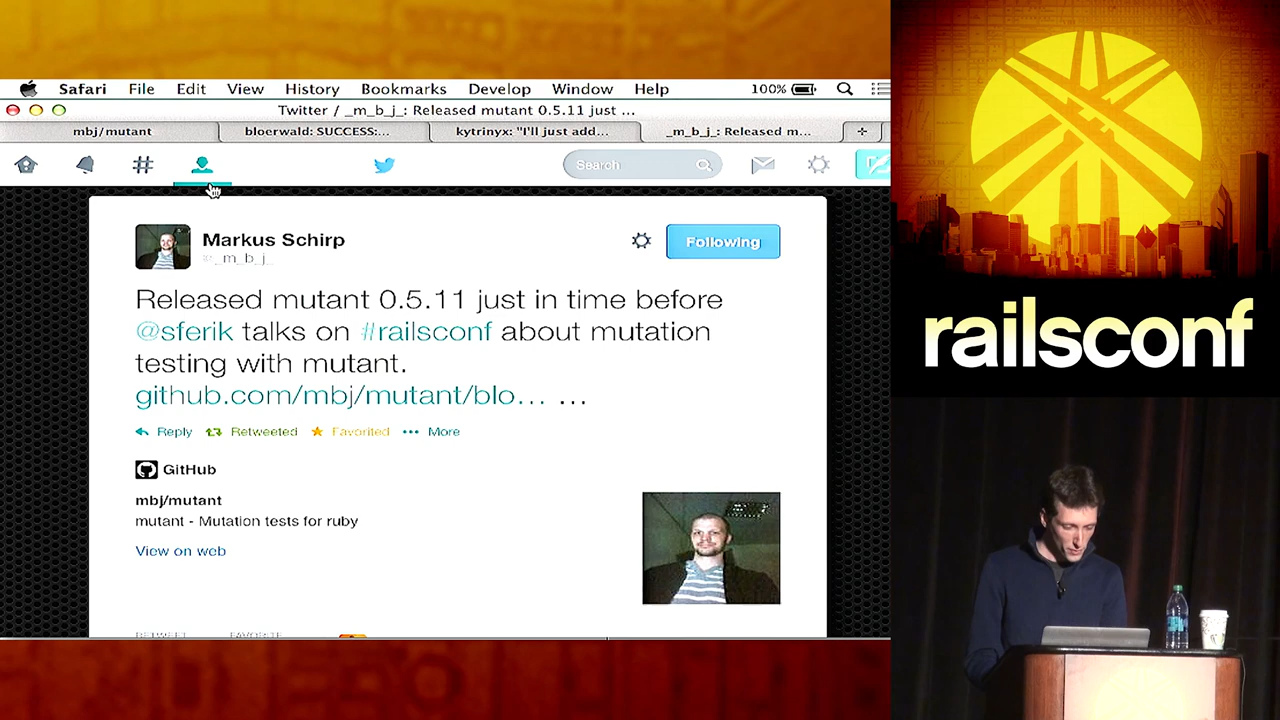 Safari File Edit View History Bookmarks Develop Window Help 100%
Twitter / _m_b_j_: Released mutant 0.5.11 just ...
mbj/mutant bloerwald: SUCCESS:... kytrinyx: "I'll just add... _m_b_j_: Released m... +
# Search
Markus Schirp
@_m_b_j_
Following
Released mutant 0.5.11 just in time before
@sferik talks on #railsconf about mutation
testing with mutant.
github.com/mbj/mutant/blo... ...
Reply Retweeted Favorited More
GitHub
mbj/mutant
mutant - Mutation tests for ruby
View on web
RETWEET FAVORITE
railsconf